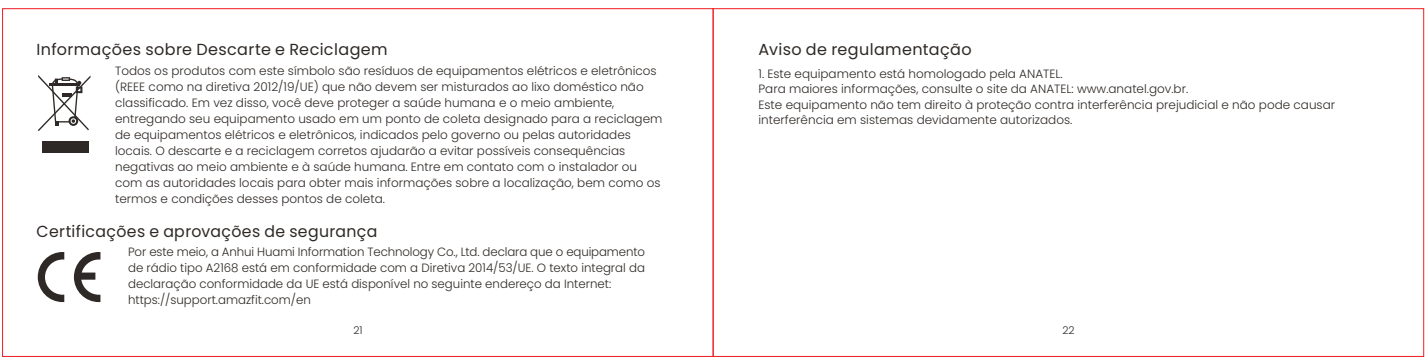 Informações sobre Descarte e Reciclagem
Todos os produtos com este símbolo são resíduos de equipamentos elétricos e eletrônicos
(REEE como na diretiva 2012/19/UE) que não devem ser misturados ao lixo doméstico não
classificado. Em vez disso, você deve proteger a saúde humana e o meio ambiente,
entregando seu equipamento usado em um ponto de coleta designado para a reciclagem
de equipamentos elétricos e eletrônicos, indicados pelo governo ou pelas autoridades
locais. O descarte e a reciclagem corretos ajudarão a evitar possíveis consequências
negativas ao meio ambiente e à saúde humana. Entre em contato com o instalador ou
com as autoridades locais para obter mais informações sobre a localização, bem como os
termos e condições desses pontos de coleta.
Certificações e aprovações de segurança
CE
Por este meio, a Anhui Huami Information Technology Co., Ltd. declara que o equipamento
de rádio tipo A2168 está em conformidade com a Diretiva 2014/53/UE. O texto integral da
declaração conformidade da UE está disponível no seguinte endereço da Internet:
https://support.amazfit.com/en
21
Aviso de regulamentação
1. Este equipamento está homologado pela ANATEL.
Para maiores informações, consulte o site da ANATEL: www.anatel.gov.br.
Este equipamento não tem direito à proteção contra interferência prejudicial e não pode causar
interferência em sistemas devidamente autorizados.
22